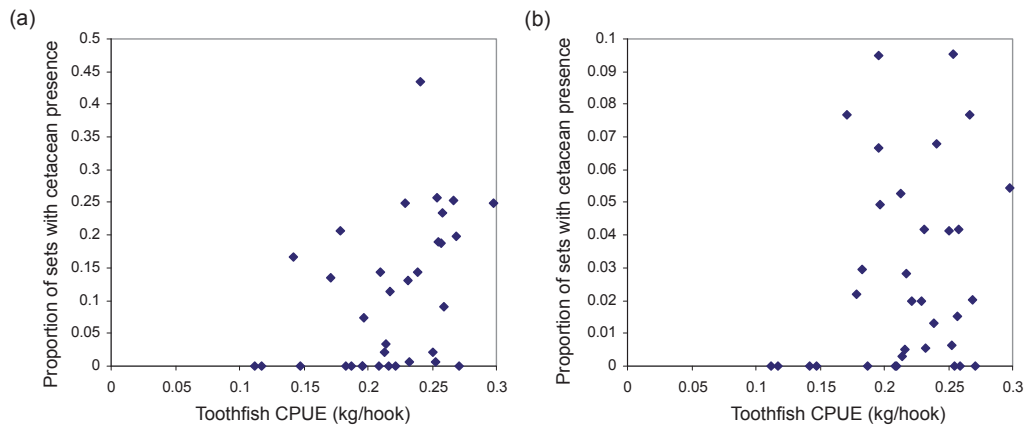 (a)
Proportion of sets with cetacean presence
0.5
0.45
0.4
0.35
0.3
0.25
0.2
0.15
0.1
0.05
0
0 0.05 0.15 0.2 0.25 0.3
Toothfish CPUE (kg/hook)
(b)
Proportion of sets with cetacean presence
0.1
0.09
0.08
0.07
0.06
0.05
0.04
0.03
0.02
0.01
0
0 0.05 0.15 0.2 0.25 0.3
Toothfish CPUE (kg/hook)